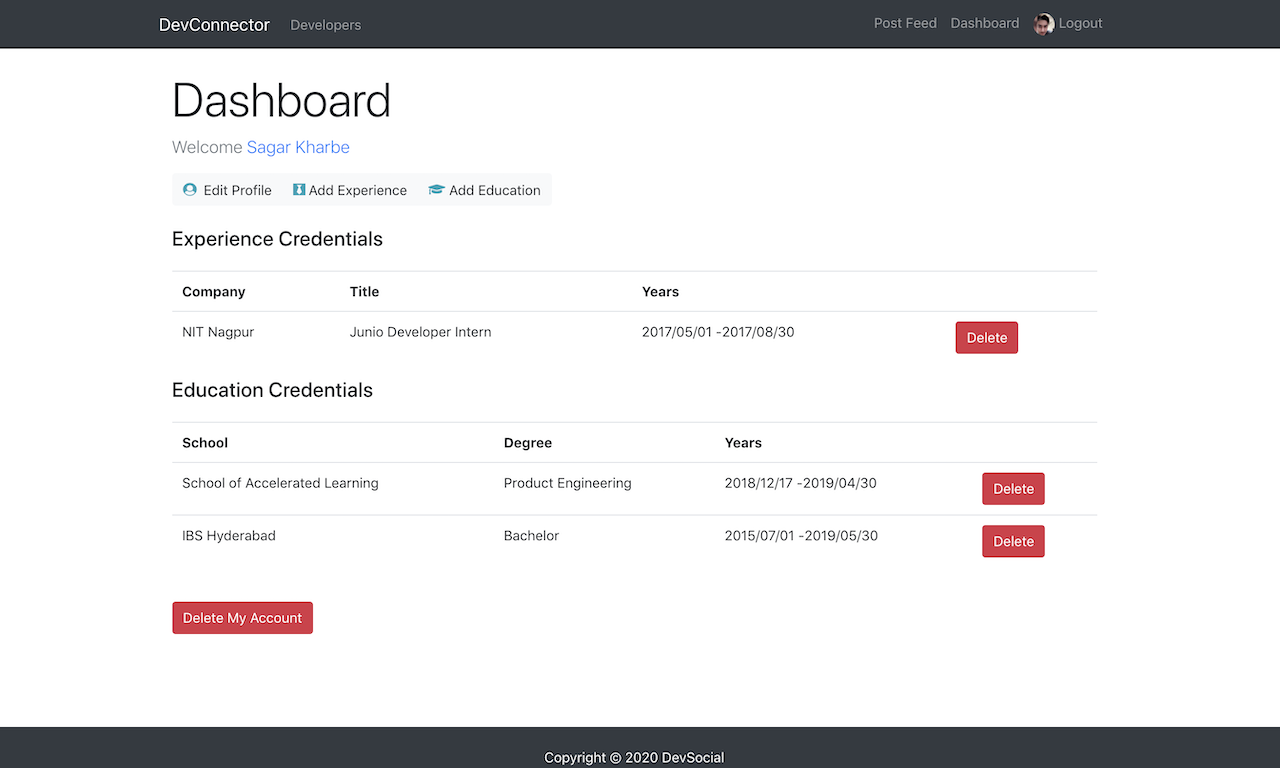 DevConnector Developers Post Feed Dashboard Logout
Dashboard
Welcome Sagar Kharbe
Edit Profile Add Experience Add Education
Experience Credentials
Company Title Years
NIT Nagpur Junio Developer Intern 2017/05/01 -2017/08/30 Delete
Education Credentials
School Degree Years
School of Accelerated Learning Product Engineering 2018/12/17 -2019/04/30 Delete
IBS Hyderabad Bachelor 2015/07/01 -2019/05/30 Delete
Delete My Account
Copyright © 2020 DevSocial